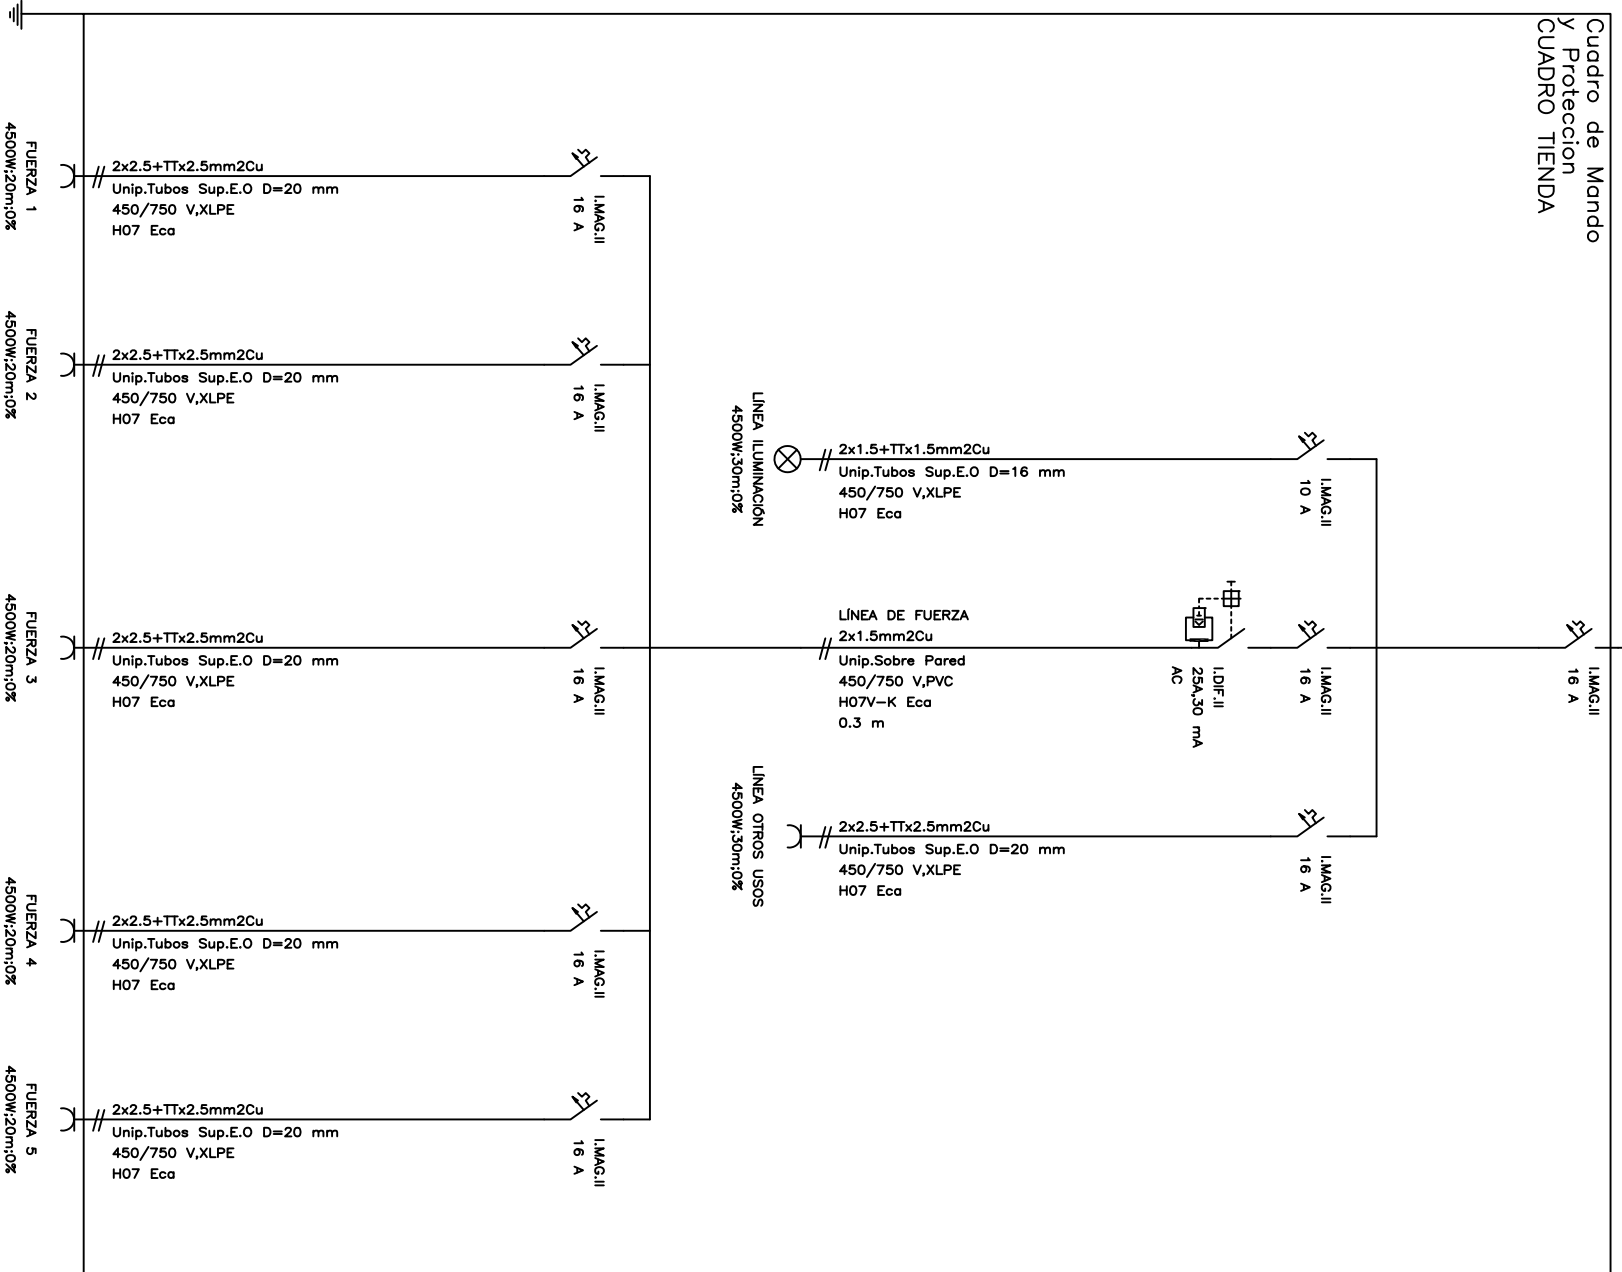 Cuadro de Mando
y Proteccion
CUADRO TIENDA
I.MAG.II
16 A
I.MAG.II
10 A
2x1.5+TTx1.5mm2Cu
Unip.Tubos Sup.E.O D=16 mm
450/750 V,XLPE
H07 Eca
LÍNEA ILUMINACIÓN
4500W;30m;0%
I.MAG.II
16 A
I.DIF.II
25A,30 mA
AC
LÍNEA DE FUERZA
2x1.5mm2Cu
Unip.Sobre Pared
450/750 V,PVC
H07V-K Eca
0.3 m
I.MAG.II
16 A
2x2.5+TTx2.5mm2Cu
Unip.Tubos Sup.E.O D=20 mm
450/750 V,XLPE
H07 Eca
LÍNEA OTROS USOS
4500W;30m;0%
I.MAG.II
16 A
2x2.5+TTx2.5mm2Cu
Unip.Tubos Sup.E.O D=20 mm
450/750 V,XLPE
H07 Eca
FUERZA 1
4500W;20m;0%
I.MAG.II
16 A
2x2.5+TTx2.5mm2Cu
Unip.Tubos Sup.E.O D=20 mm
450/750 V,XLPE
H07 Eca
FUERZA 2
4500W;20m;0%
I.MAG.II
16 A
2x2.5+TTx2.5mm2Cu
Unip.Tubos Sup.E.O D=20 mm
450/750 V,XLPE
H07 Eca
FUERZA 3
4500W;20m;0%
I.MAG.II
16 A
2x2.5+TTx2.5mm2Cu
Unip.Tubos Sup.E.O D=20 mm
450/750 V,XLPE
H07 Eca
FUERZA 4
4500W;20m;0%
I.MAG.II
16 A
2x2.5+TTx2.5mm2Cu
Unip.Tubos Sup.E.O D=20 mm
450/750 V,XLPE
H07 Eca
FUERZA 5
4500W;20m;0%